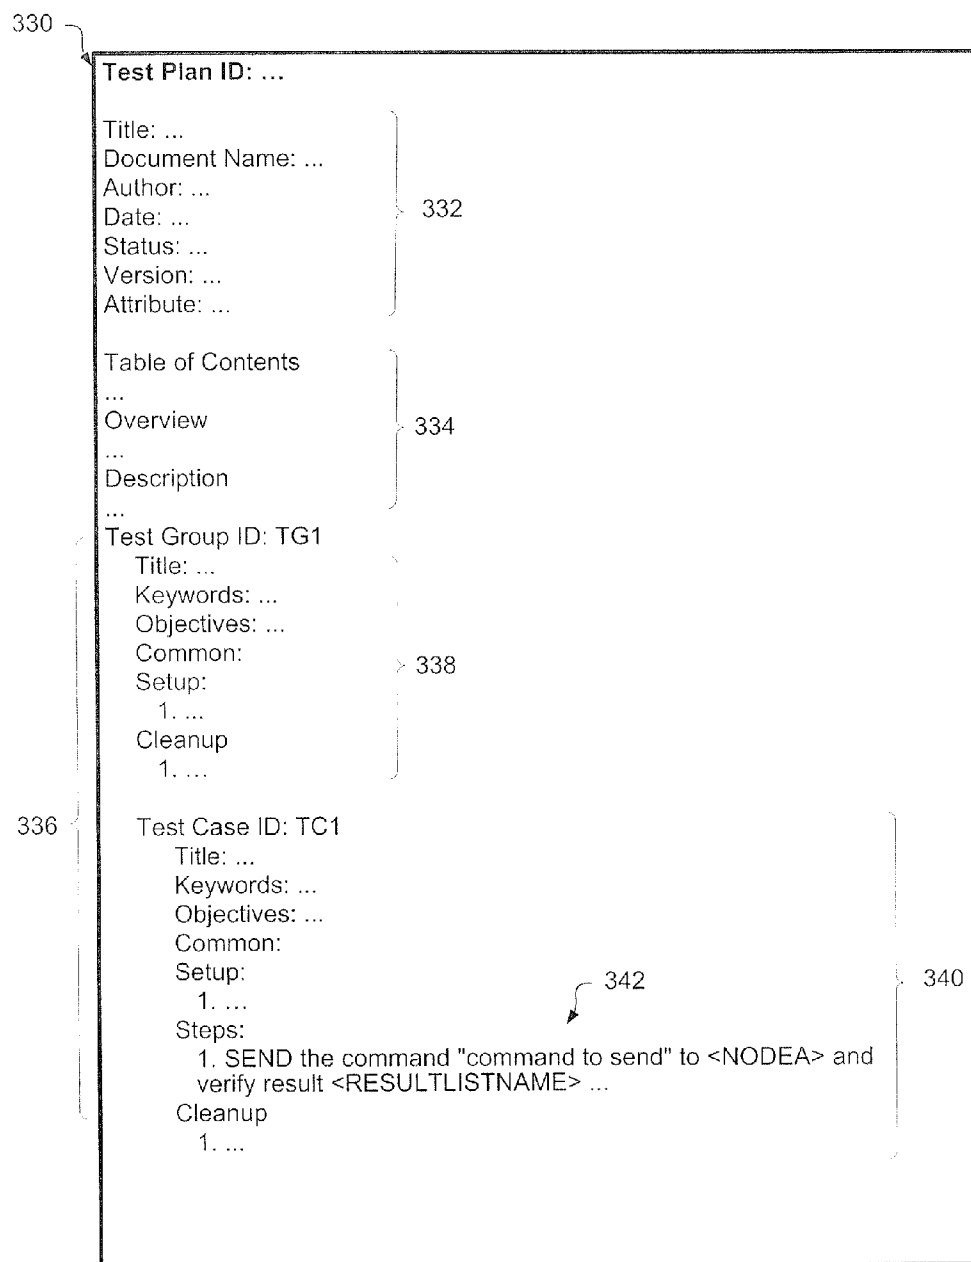 330
Test Plan ID: ...
Title: ...
Document Name: ...
Author: ...
Date: ...
332
Status: ...
Version: ...
Attribute: ...
Table of Contents
...
Overview
334
...
Description
...
Test Group ID: TG1
Title: ...
Keywords: ...
Objectives: ...
Common:
338
Setup:
1. ...
Cleanup
1. ...
336
Test Case ID: TC1
Title: ...
Keywords: ...
Objectives: ...
Common:
Setup:
342
340
1. ...
Steps:
1. SEND the command "command to send" to <NODEA> and
verify result <RESULTLISTNAME> ...
Cleanup
1. ...